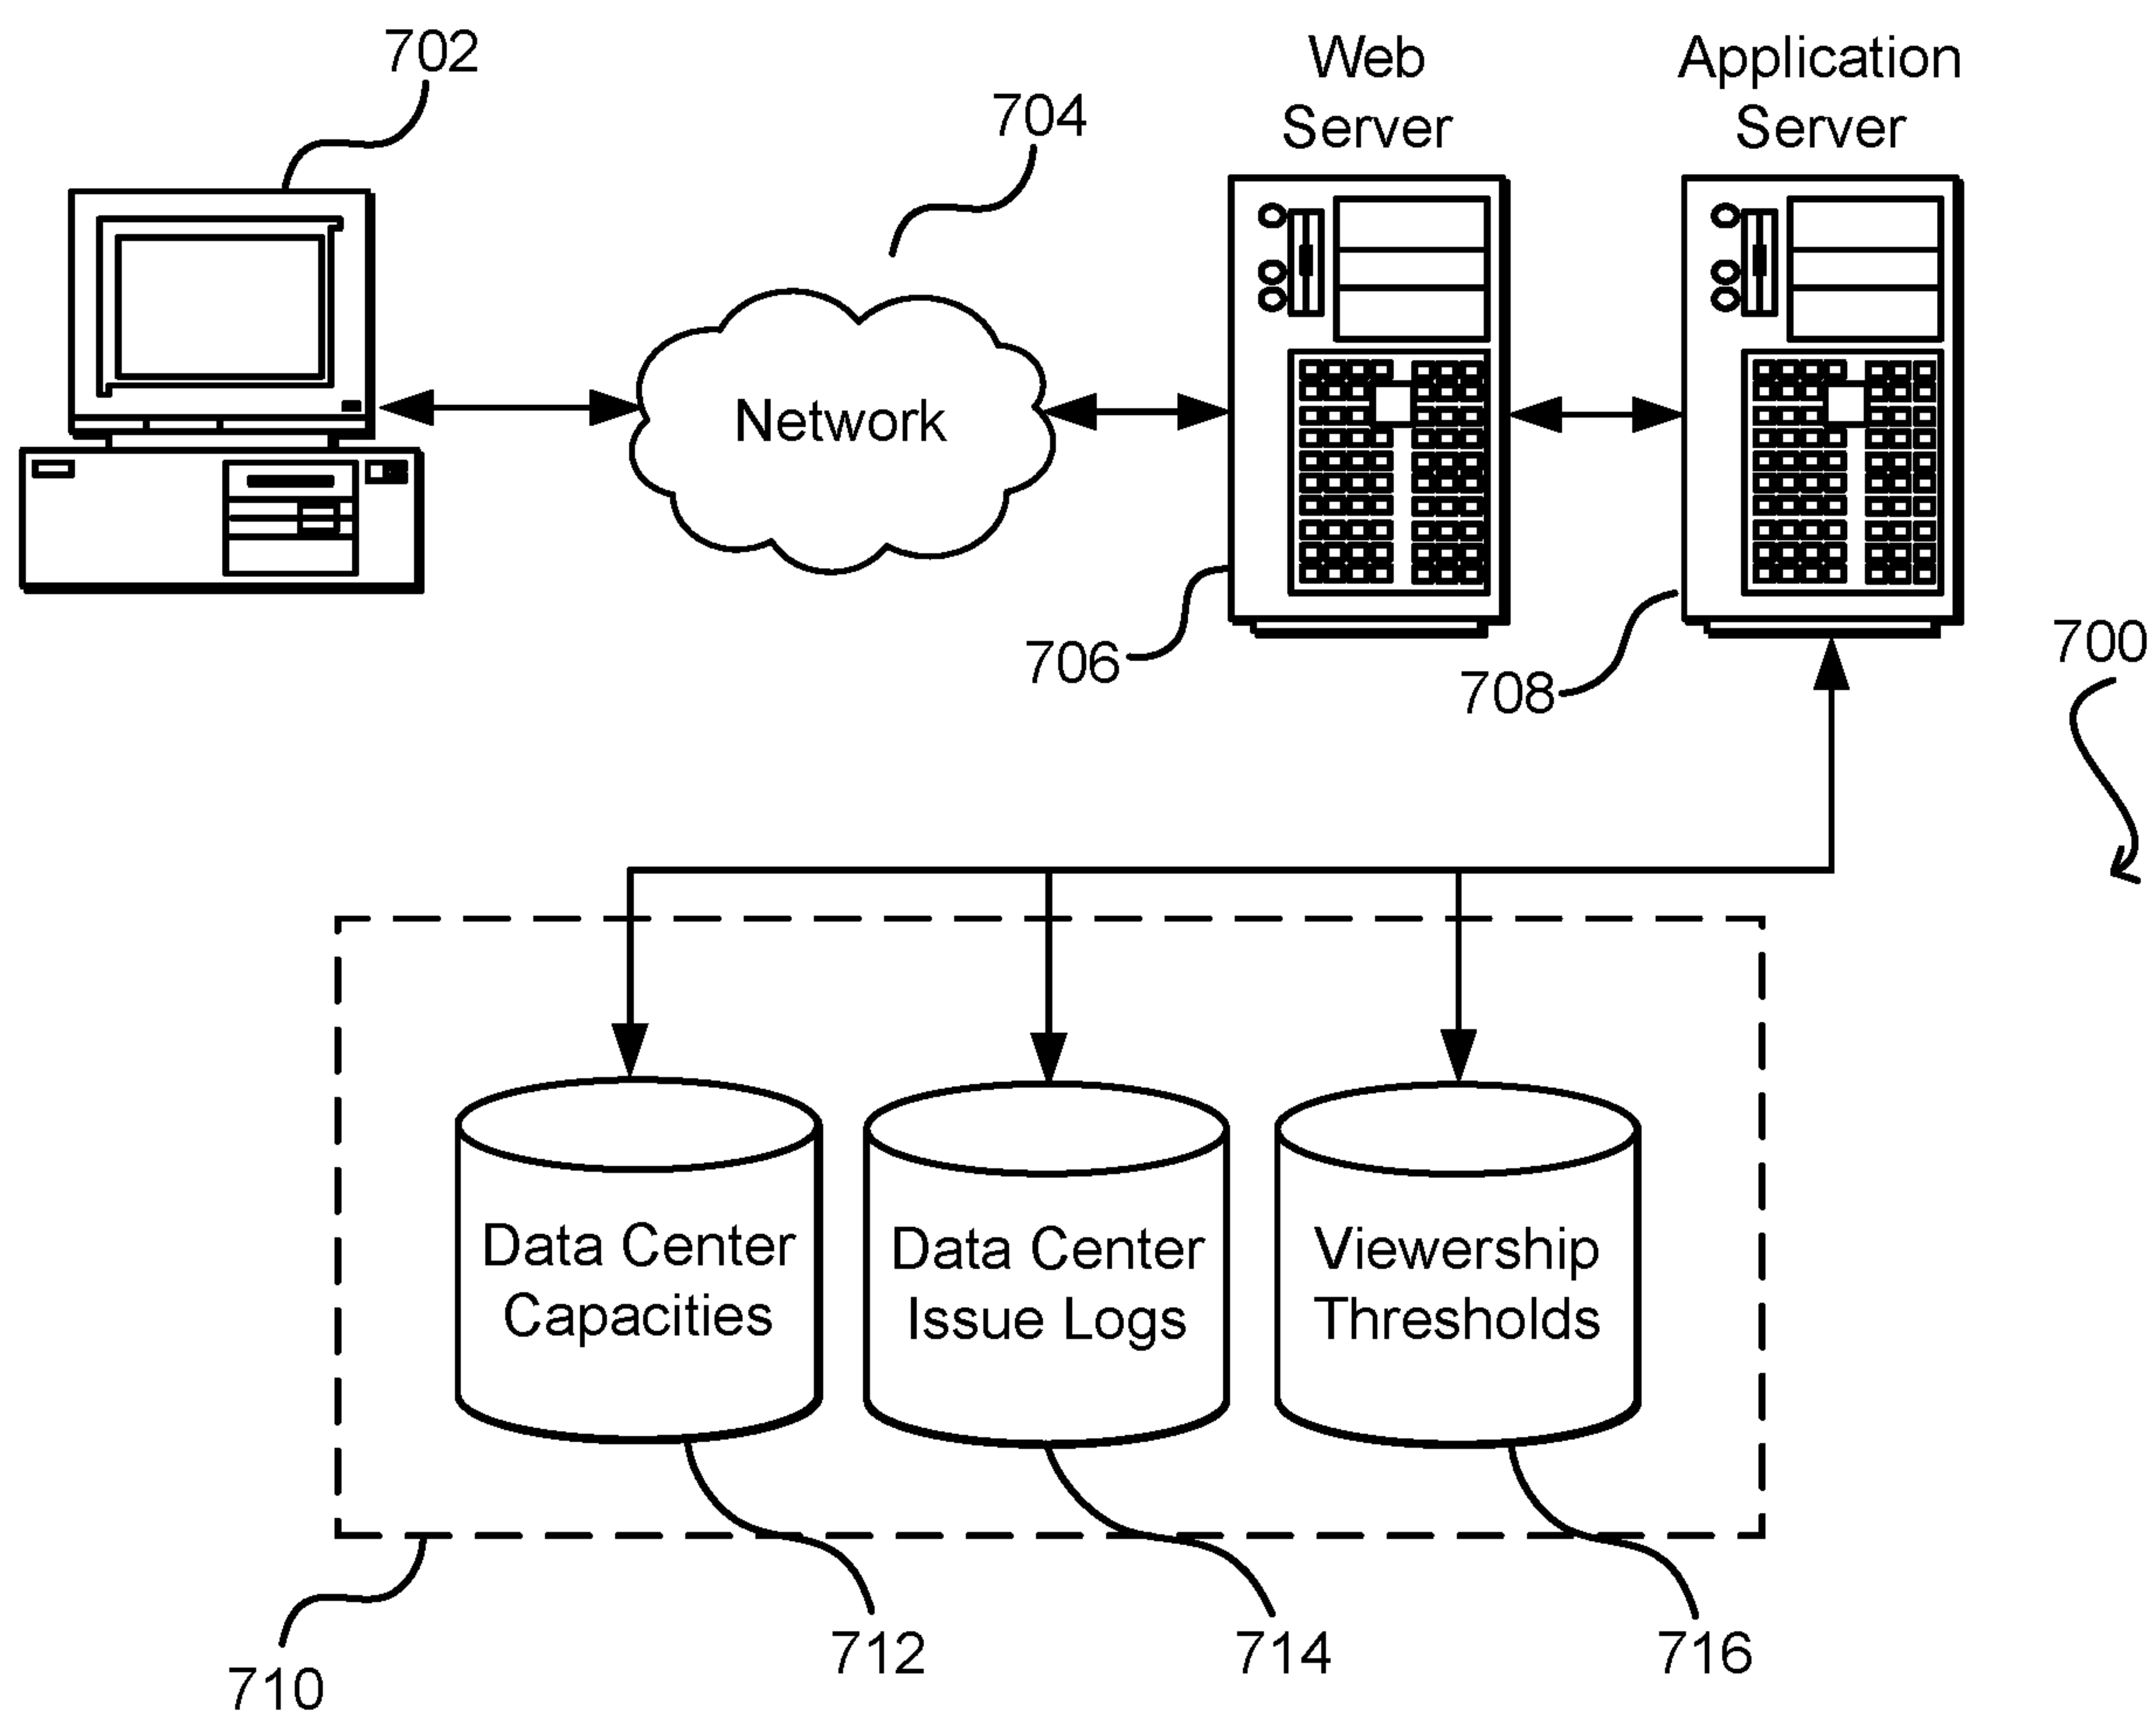 702
704
Web
Server
Application
Server
Network
706
708
700
Data Center
Capacities
Data Center
Issue Logs
Viewership
Thresholds
710
712
714
716